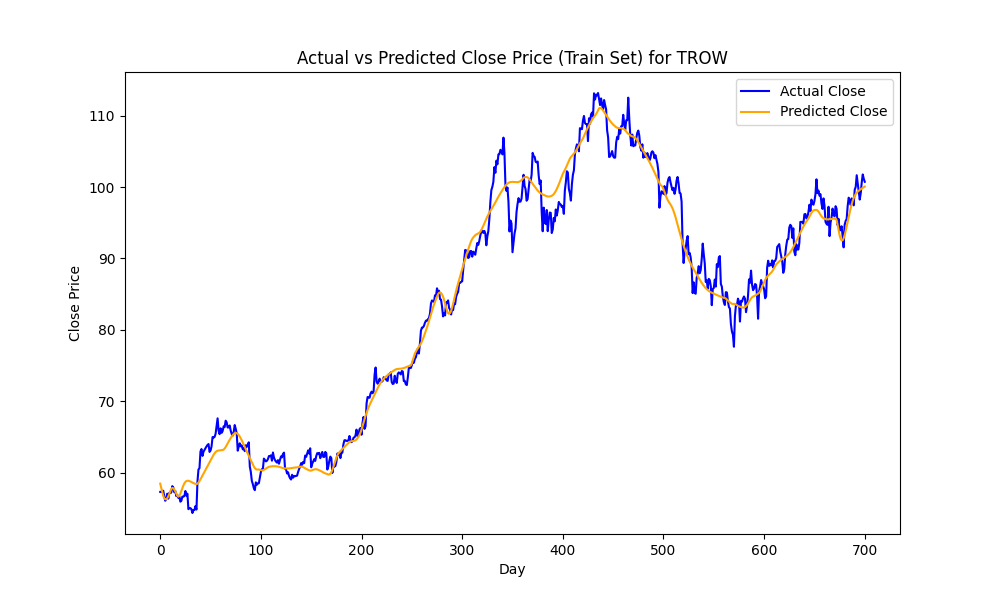 Actual vs Predicted Close Price (Train Set) for TROW
Actual Close
Predicted Close
Close Price
110
100
90
80
70
60
0 100 200 300 400 500 600 700
Day